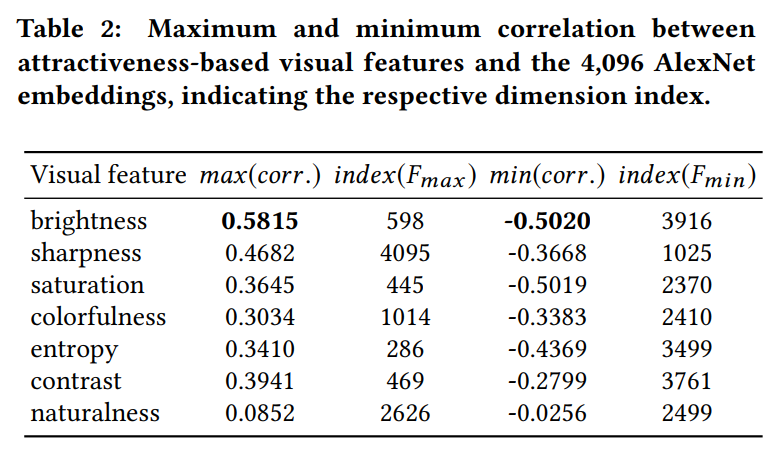 Table 2: Maximum and minimum correlation between
attractiveness-based visual features and the 4,096 AlexNet
embeddings, indicating the respective dimension index.
Visual feature max(corr.) index(Fmax) min(corr.) index(Fmin)
brightness 0.5815 598 -0.5020 3916
sharpness 0.4682 4095 -0.3668 1025
saturation 0.3645 445 -0.5019 2370
colorfulness 0.3034 1014 -0.3383 2410
entropy 0.3410 286 -0.4369 3499
contrast 0.3941 469 -0.2799 3761
naturalness 0.0852 2626 -0.0256 2499